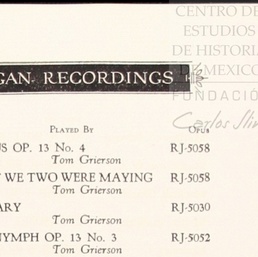 CENTRO DE
ESTUDIOS
DE HISTORIA
DE MEXICO
FUNDACIÓ
Carlos Slim
GAN RECORDINGS
PLAYED BY OPUS
US OP. 13 No. 4 RJ-5058
Tom Grierson
WE TWO WERE MAYING RJ-5058
Tom Grierson
ARY RJ-5030
Tom Grierson
NYMPH OP. 13 No. 3 RJ-5052
Tom Grierson